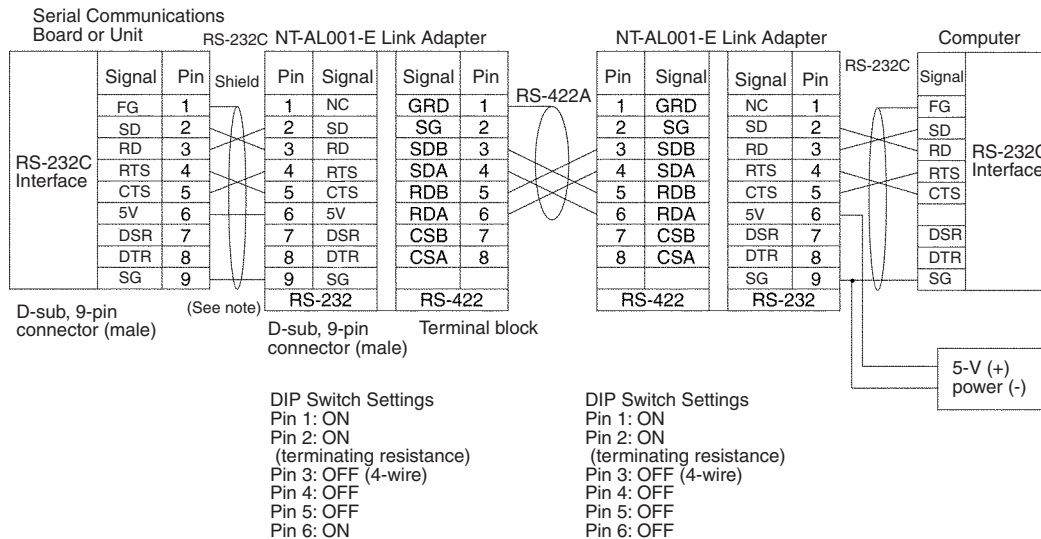 Serial Communications
Board or Unit
RS-232C NT-AL001-E Link Adapter NT-AL001-E Link Adapter Computer
Signal Pin Shield Pin Signal Signal Pin RS-422A Pin Signal Signal Pin RS-232C Signal
FG 1 1 NC GRD 1 1 GRD NC 1 FG
SD 2 2 SD SG 2 2 SG SD 2 SD
RD 3 3 RD SDB 3 3 SDB RD 3 RD
RS-232C
Interface
RTS 4 4 RTS SDA 4 4 SDA RTS 4 RTS
RS-232C
Interface
CTS 5 5 CTS RDB 5 5 RDB CTS 5 CTS
5V 6 6 5V RDA 6 6 RDA 5V 6
DSR 7 7 DSR CSB 7 7 CSB DSR 7 DSR
DTR 8 8 DTR CSA 8 8 CSA DTR 8 DTR
SG 9 9 SG SG 9 SG
(See note) RS-232 RS-422 RS-422 RS-232
D-sub, 9-pin
connector (male)
D-sub, 9-pin
connector (male)
Terminal block
5-V (+)
power (-)
DIP Switch Settings
Pin 1: ON
Pin 2: ON
(terminating resistance)
Pin 3: OFF (4-wire)
Pin 4: OFF
Pin 5: OFF
Pin 6: ON
DIP Switch Settings
Pin 1: ON
Pin 2: ON
(terminating resistance)
Pin 3: OFF (4-wire)
Pin 4: OFF
Pin 5: OFF
Pin 6: OFF